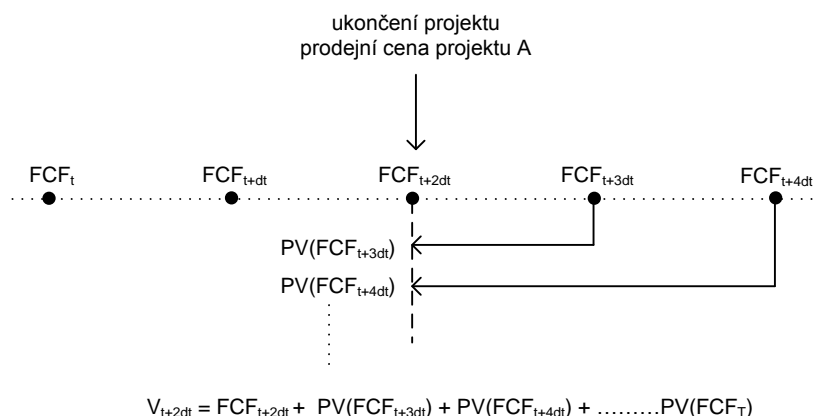 ukončení projektu
prodejní cena projektu A
FCFt FCFt+dt FCFt+2dt FCFt+3dt FCFt+4dt
PV(FCFt+3dt)
PV(FCFt+4dt)
Vt+2dt = FCFt+2dt + PV(FCFt+3dt) + PV(FCFt+4dt) + .........PV(FCFT)